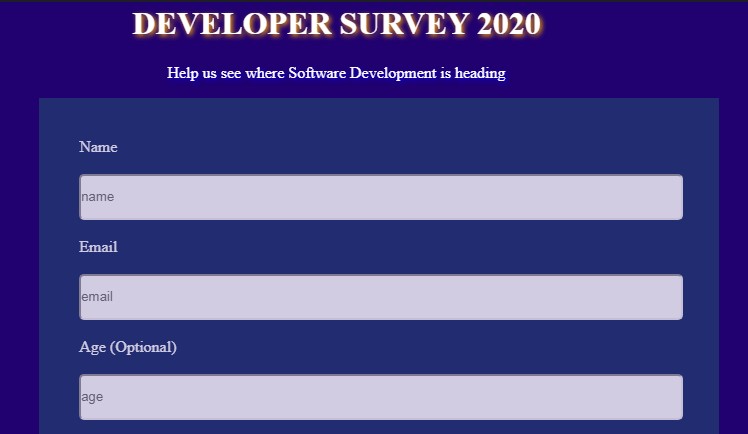 DEVELOPER SURVEY 2020
Help us see where Software Development is heading
Name
name
Email
email
Age (Optional)
age